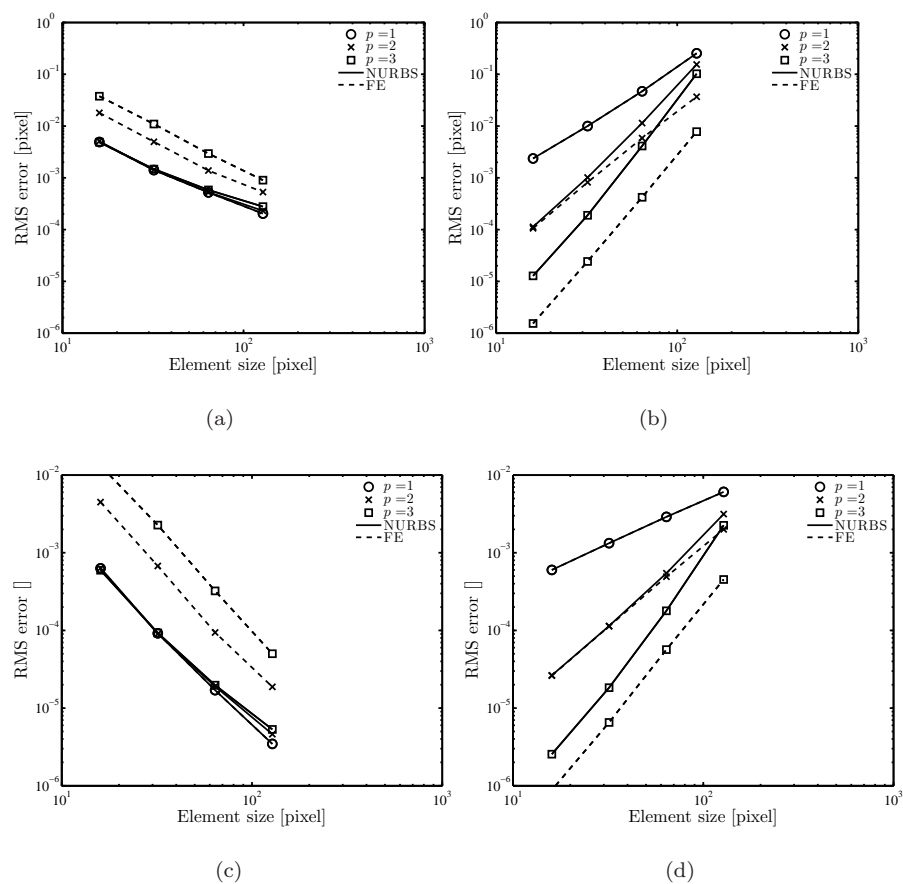 10^0
10^-1
10^-2
10^-3
10^-4
10^-5
10^-6
10^1
10^2
10^3
RMS error [pixel]
Element size [pixel]
p =1
p =2
p =3
NURBS
FE
(a)
10^0
10^-1
10^-2
10^-3
10^-4
10^-5
10^-6
10^1
10^2
10^3
RMS error [pixel]
Element size [pixel]
p =1
p =2
p =3
NURBS
FE
(b)
10^-2
10^-3
10^-4
10^-5
10^-6
10^1
10^2
10^3
RMS error []
Element size [pixel]
p =1
p =2
p =3
NURBS
FE
(c)
10^-2
10^-3
10^-4
10^-5
10^-6
10^1
10^2
10^3
RMS error []
Element size [pixel]
p =1
p =2
p =3
NURBS
FE
(d)